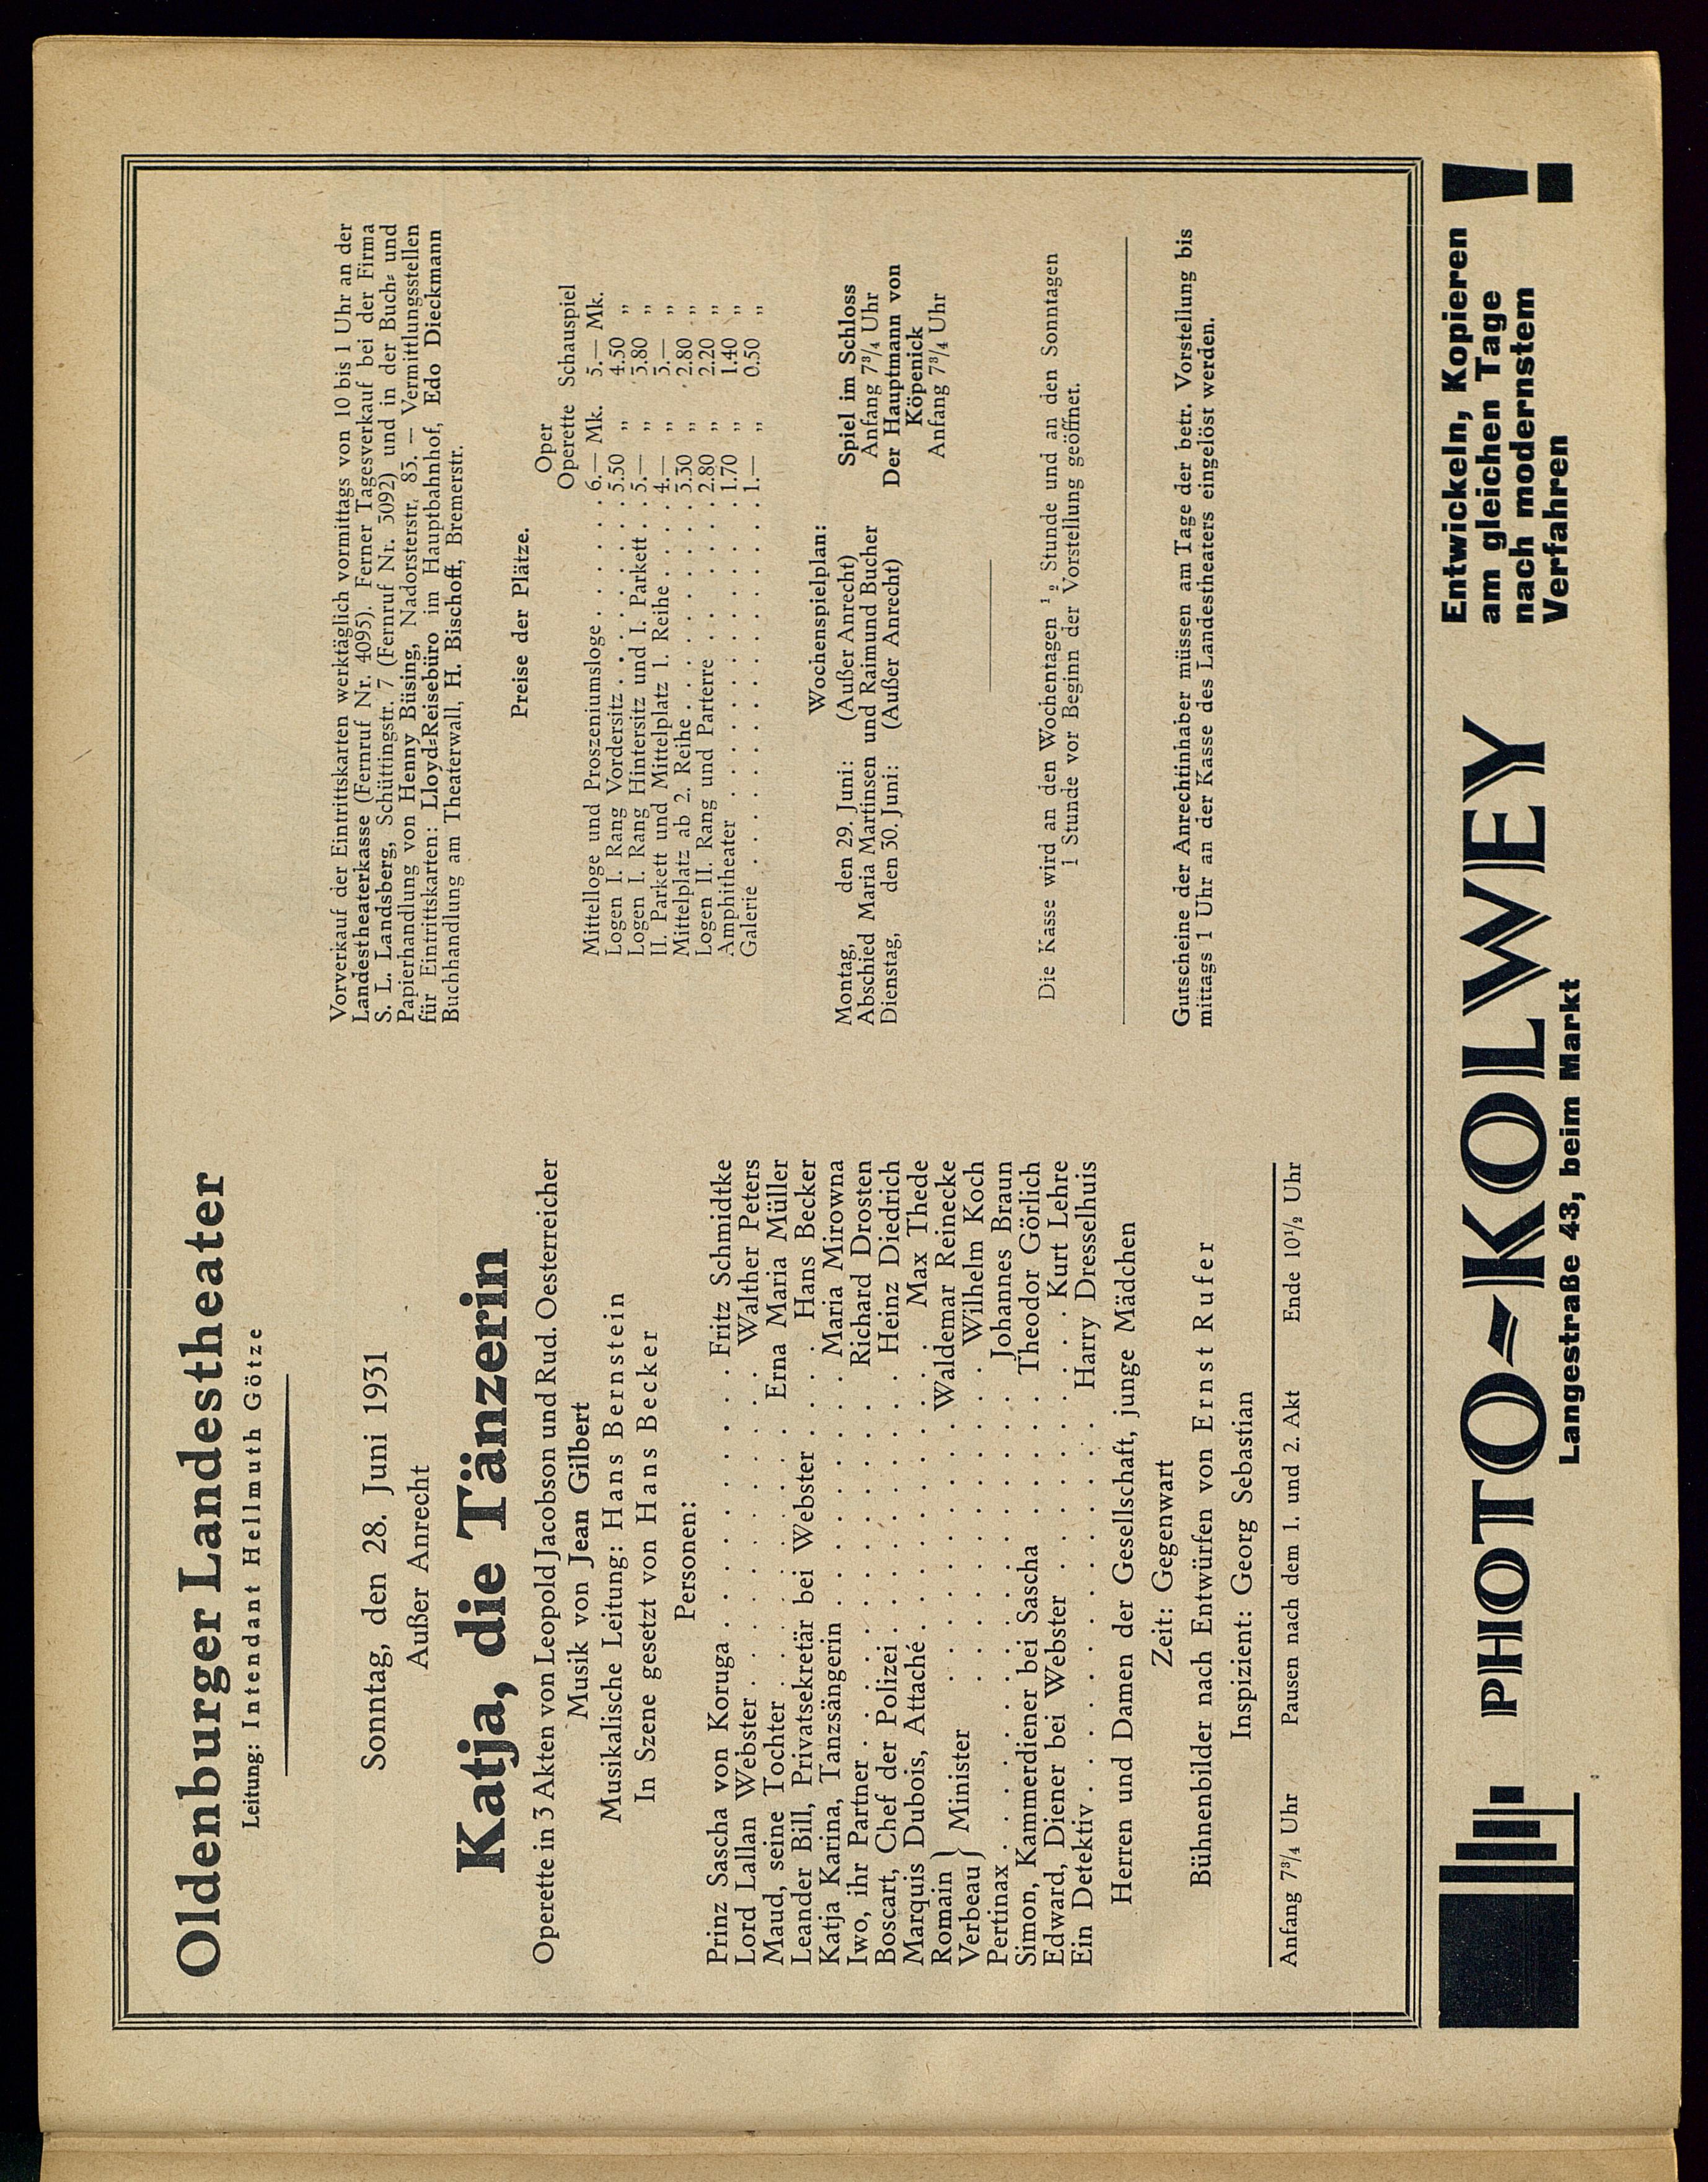 Oldenburger Landestheater
Leitung: Intendant Hellmuth Götze
Sonntag, den 28. Juni 1931
Außer Anrecht
Katja, die Tänzerin
Operette in 3 Akten von Leopold Jacobson und Rud. Oesterreicher
Musik von Jean Gilbert
Musikalische Leitung: Hans Bernstein
In Szene gesetzt von Hans Becker
Personen:
Prinz Sascha von Koruga . . . . . . . . . . Fritz Schmidtke
Lord Lallan Webster . . . . . . . . . . . Walther Peters
Maud, seine Tochter . . . . . . . . . . Erna Maria Müller
Leander Bill, Privatsekretär bei Webster . . . . Hans Becker
Katja Karina, Tanzsängerin . . . . . . . . . Maria Mirowna
Iwo, ihr Partner . . . . . . . . . . . . Richard Drosten
Boscart, Chef der Polizei . . . . . . . . . Heinz Diedrich
Marquis Dubois, Attaché . . . . . . . . . . Max Thede
Romain } Minister . . . . . . . . . Waldemar Reinecke
Verbeau } Minister . . . . . . . . . Wilhelm Koch
Pertinax . . . . . . . . . . . . . . Johannes Braun
Simon, Kammerdiener bei Sascha . . . . . . Theodor Görlich
Edward, Diener bei Webster . . . . . . . . . Kurt Lehre
Ein Detektiv . . . . . . . . . . . . Harry Dresselhuis
Herren und Damen der Gesellschaft, junge Mädchen
Zeit: Gegenwart
Bühnenbilder nach Entwürfen von Ernst Rufer
Inspizient: Georg Sebastian
Anfang 7³/₄ Uhr Pausen nach dem 1. und 2. Akt Ende 10¹/₂ Uhr
Vorverkauf der Eintrittskarten werktäglich vormittags von 10 bis 1 Uhr an der
Landestheaterkasse (Fernruf Nr. 4095). Ferner Tagesverkauf bei der Firma
S. L. Landsberg, Schüttingstr. 7 (Fernruf Nr. 3092) und in der Buch- und
Papierhandlung von Henny Büsing, Nadorsterstr. 83. — Vermittlungsstellen
für Eintrittskarten: Lloyd-Reisebüro im Hauptbahnhof, Edo Dieckmann
Buchhandlung am Theaterwall, H. Bischoff, Bremerstr.
Preise der Plätze.
Oper
Operette Schauspiel
Mittelloge und Proszeniumsloge . . . . . . 6.— Mk. 5.— Mk.
Logen I. Rang Vordersitz . . . . . . . . 5.50 „ 4.50 „
Logen I. Rang Hintersitz und I. Parkett . . 5.— „ 3.80 „
II. Parkett und Mittelplatz 1. Reihe . . . . 4.— „ 3.— „
Mittelplatz ab 2. Reihe . . . . . . . . . 3.30 „ 2.80 „
Logen II. Rang und Parterre . . . . . . . 2.80 „ 2.20 „
Amphitheater . . . . . . . . . . . . 1.70 „ 1.40 „
Galerie . . . . . . . . . . . . . . 1.— „ 0.50 „
Wochenspielplan:
Montag, den 29. Juni: (Außer Anrecht) Spiel im Schloss
Abschied Maria Martinsen und Raimund Bucher Anfang 7³/₄ Uhr
Dienstag, den 30. Juni: (Außer Anrecht) Der Hauptmann von
Köpenick
Anfang 7³/₄ Uhr
Die Kasse wird an den Wochentagen ¹/₂ Stunde und an den Sonntagen
1 Stunde vor Beginn der Vorstellung geöffnet.
Gutscheine der Anrechtinhaber müssen am Tage der betr. Vorstellung bis
mittags 1 Uhr an der Kasse des Landestheaters eingelöst werden.
PHOTO-KOLWEY
Langestraße 43, beim Markt
Entwickeln, Kopieren
am gleichen Tage
nach modernstem
Verfahren !